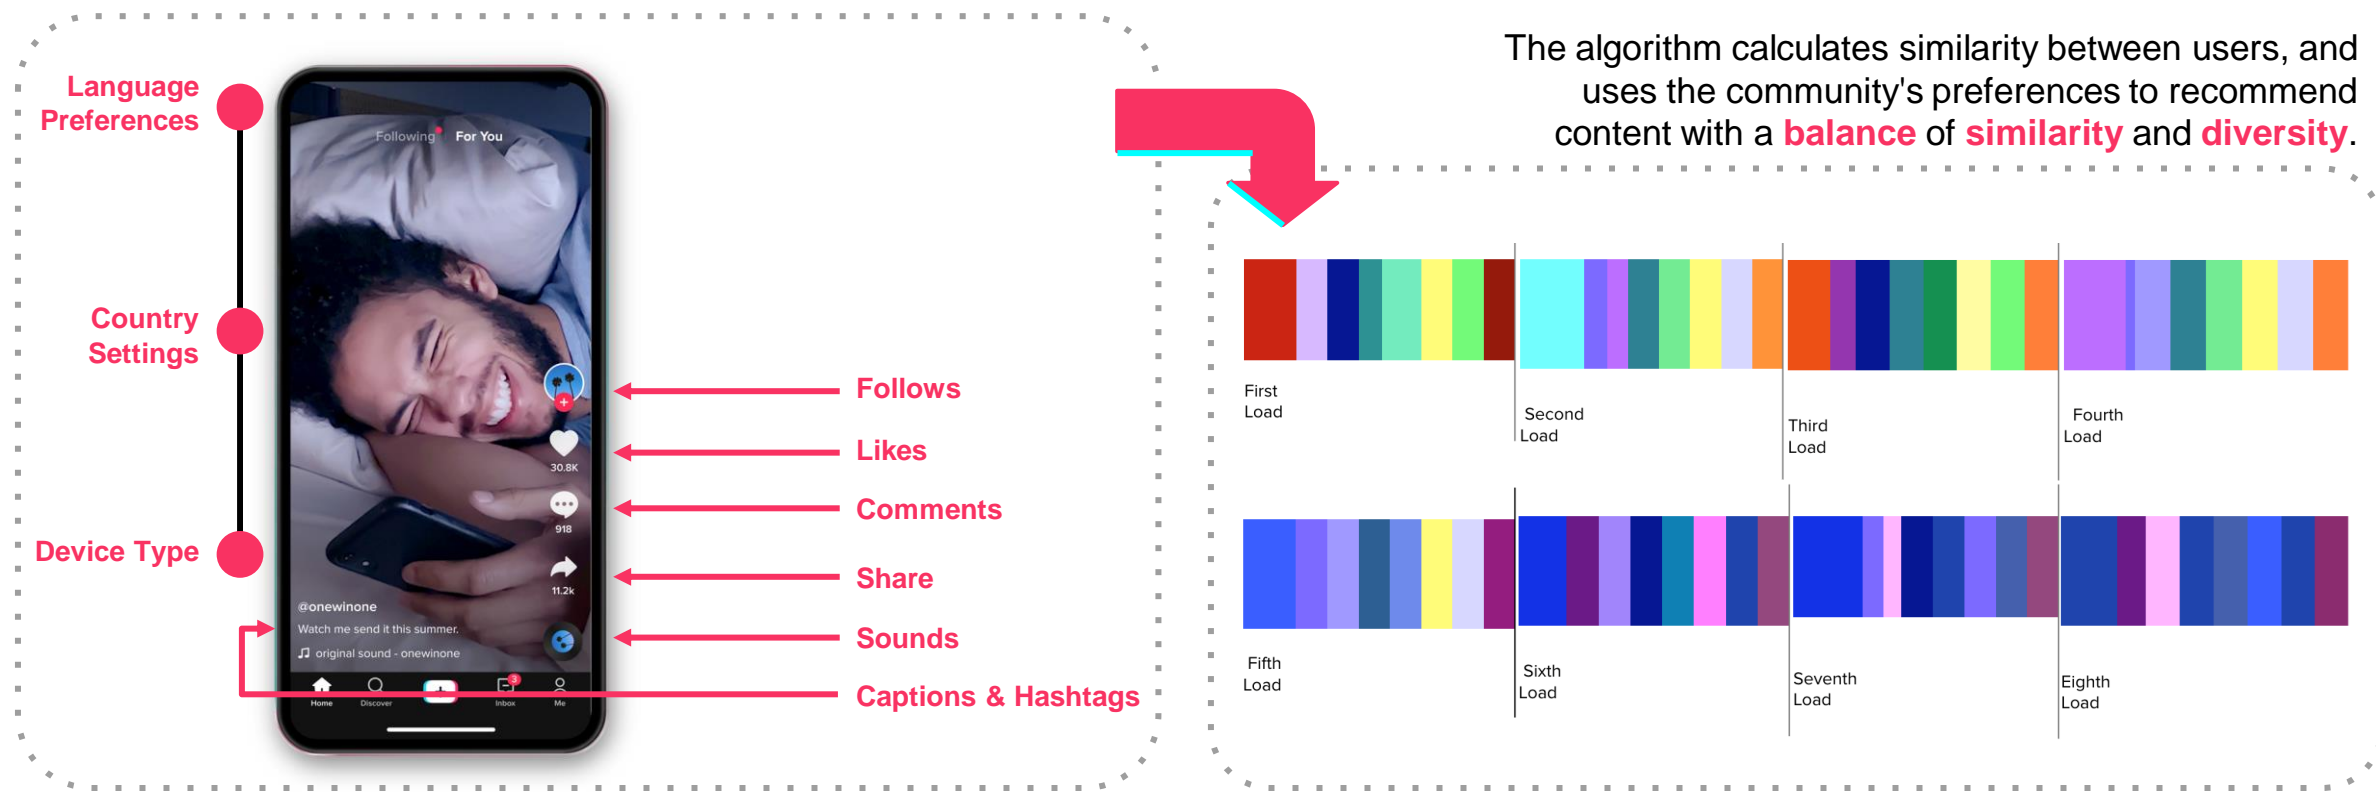 The algorithm calculates similarity between users, and
uses the community's preferences to recommend
content with a balance of similarity and diversity.
Language
Preferences
Country
Settings
Device Type
Following
For You
30.8K
918
11.2k
@onewinone
Watch me send it this summer.
original sound - onewinone
3
Home
Discover
Inbox
Me
Follows
Likes
Comments
Share
Sounds
Captions & Hashtags
First
Load
Second
Load
Third
Load
Fourth
Load
Fifth
Load
Sixth
Load
Seventh
Load
Eighth
Load